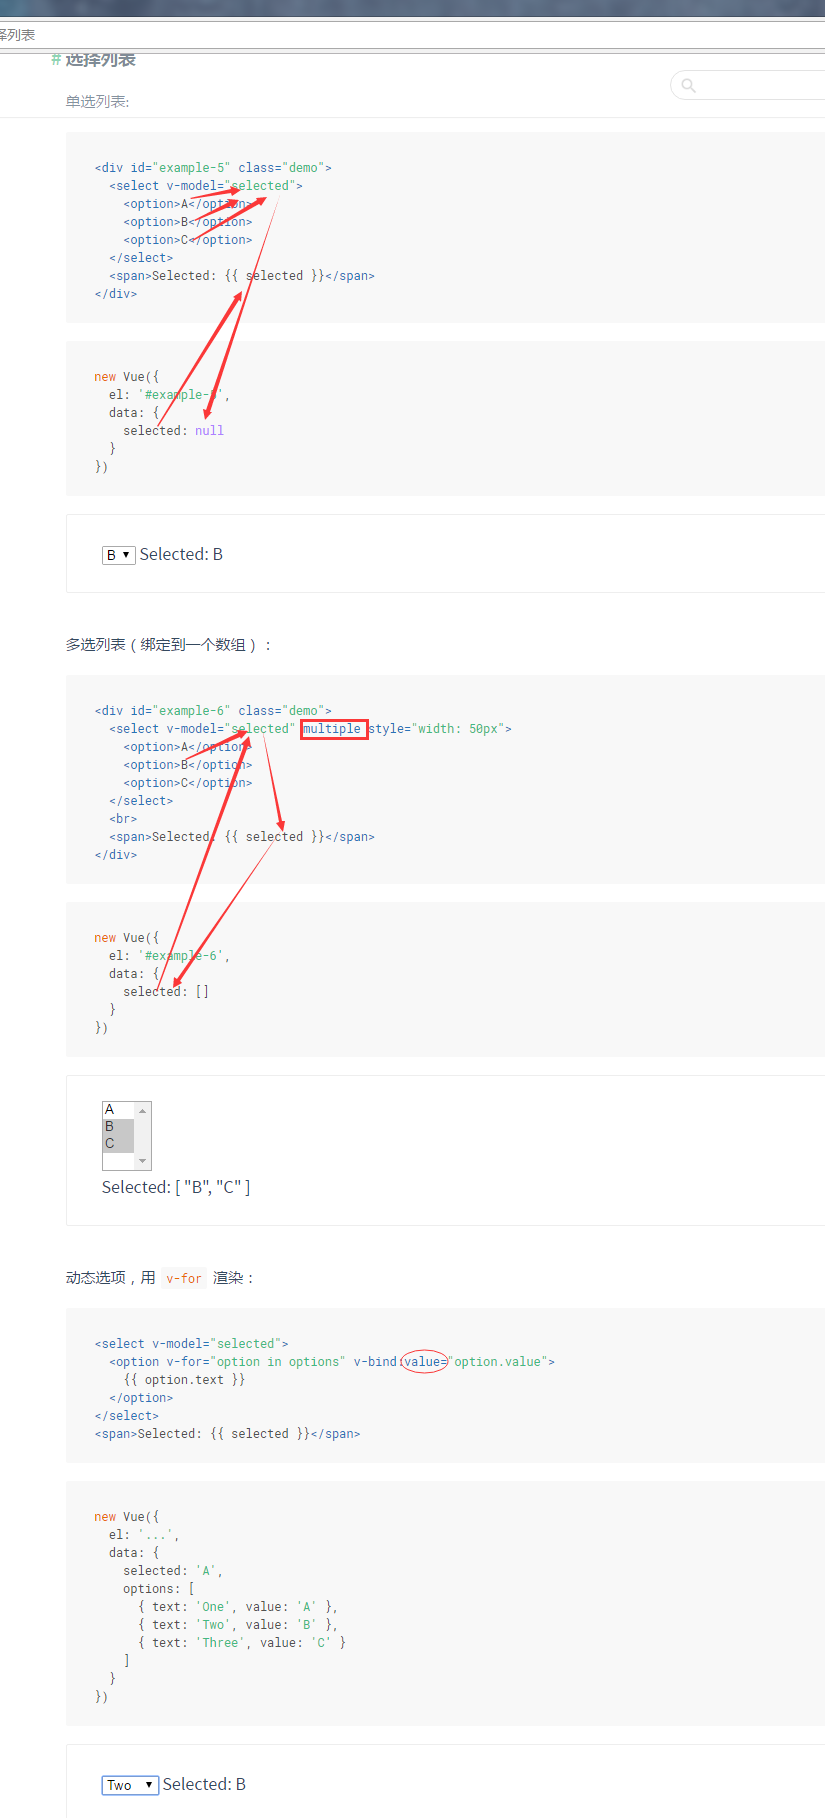 择列表
# 选择列表
单选列表:
<div id="example-5" class="demo">
  <select v-model="selected">
    <option>A</option>
    <option>B</option>
    <option>C</option>
  </select>
  <span>Selected: {{ selected }}</span>
</div>
new Vue({
  el: '#example-5',
  data: {
    selected: null
  }
})
B ▼ Selected: B
多选列表（绑定到一个数组）：
<div id="example-6" class="demo">
  <select v-model="selected" multiple style="width: 50px">
    <option>A</option>
    <option>B</option>
    <option>C</option>
  </select>
  <br>
  <span>Selected: {{ selected }}</span>
</div>
new Vue({
  el: '#example-6',
  data: {
    selected: []
  }
})
A
B
C
Selected: [ "B", "C" ]
动态选项，用 v-for 渲染：
<select v-model="selected">
  <option v-for="option in options" v-bind:value="option.value">
    {{ option.text }}
  </option>
</select>
<span>Selected: {{ selected }}</span>
new Vue({
  el: '...',
  data: {
    selected: 'A',
    options: [
      { text: 'One', value: 'A' },
      { text: 'Two', value: 'B' },
      { text: 'Three', value: 'C' }
    ]
  }
})
Two ▼ Selected: B